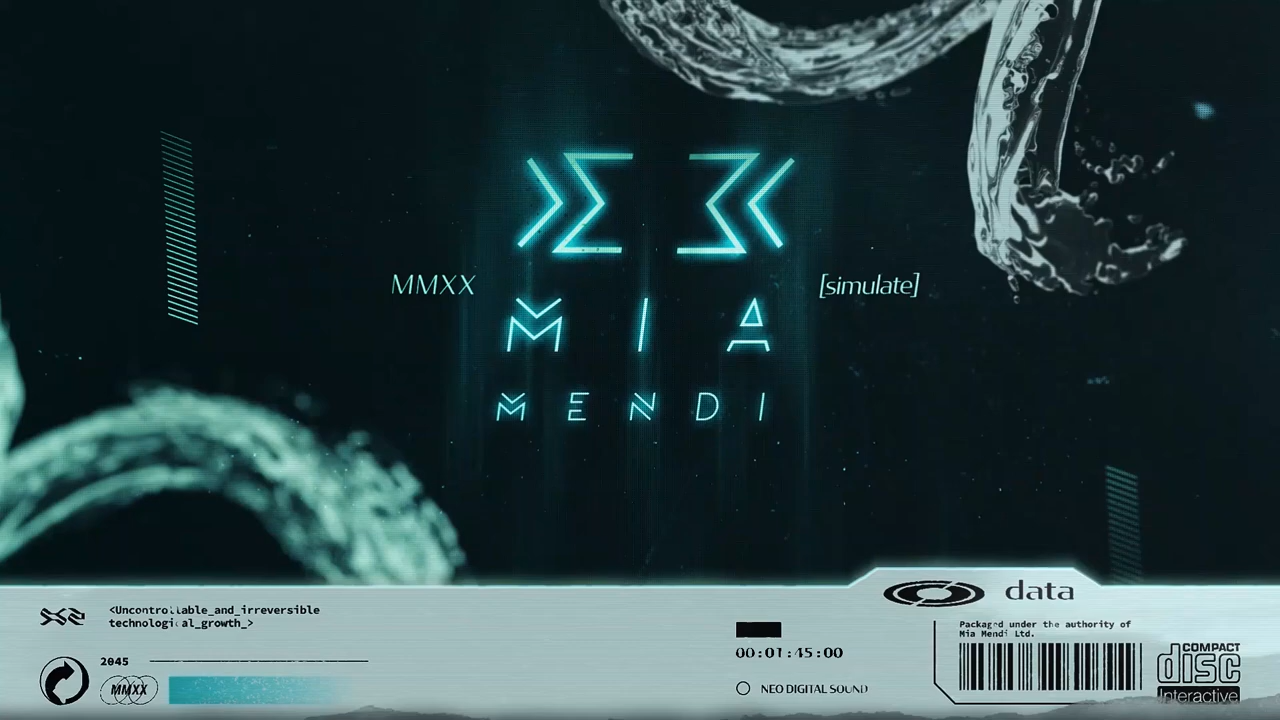 MMXX
[simulate]
MIA
MENDI
data
<Uncontrollable_and_irreversible
technological_growth_>
2045
MMXX
00:01:45:00
NEO DIGITAL SOUND
Packaged under the authority of
Mia Mendi Ltd.
COMPACT
disc
Interactive